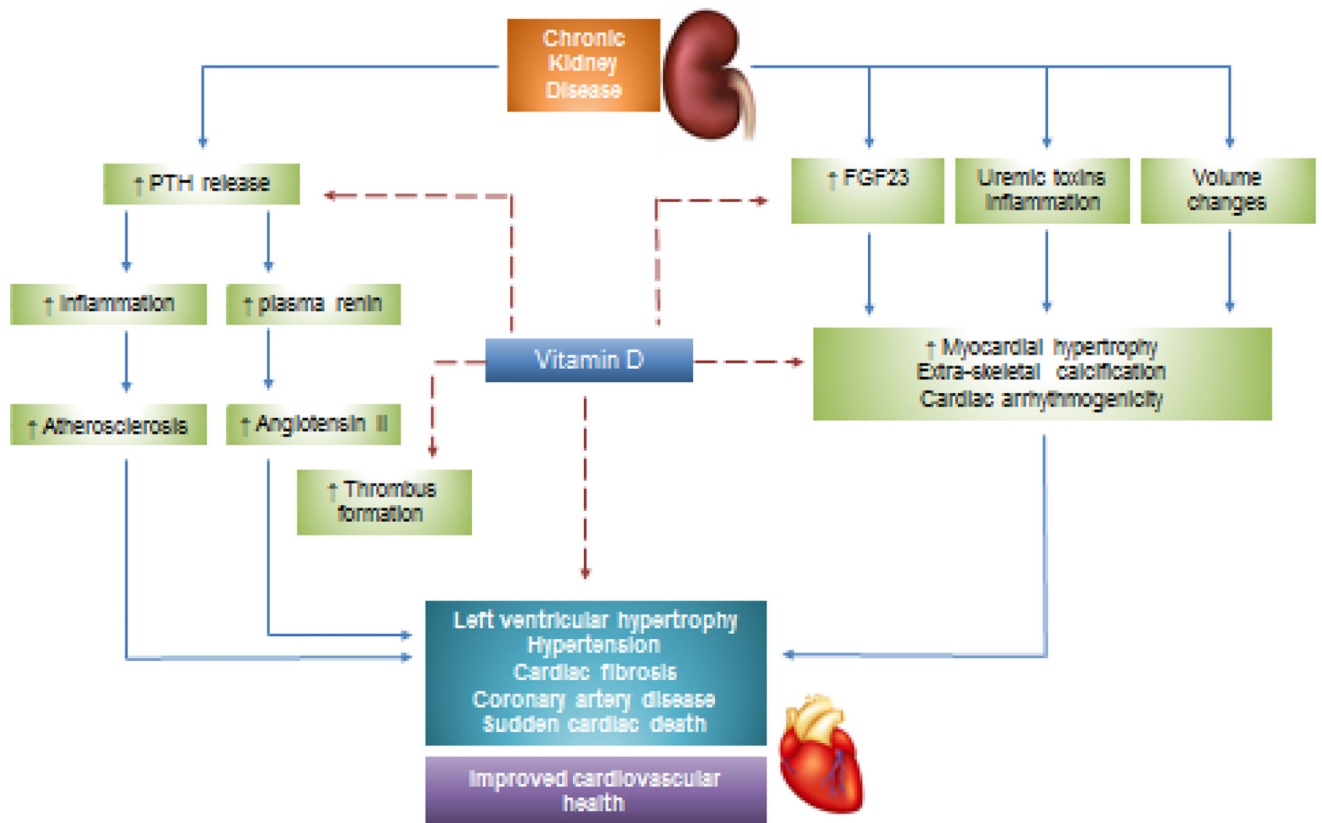 Chronic
Kidney
Disease
↑ PTH release
↑ FGF23
Uremic toxins
Inflammation
Volume
changes
↑ Inflammation
↑ plasma renin
Vitamin D
↑ Myocardial hypertrophy
Extra-skeletal calcification
Cardiac arrhythmogenicity
↑ Atherosclerosis
↑ Angiotensin II
↑ Thrombus
formation
Left ventricular hypertrophy
Hypertension
Cardiac fibrosis
Coronary artery disease
Sudden cardiac death
Improved cardiovascular
health